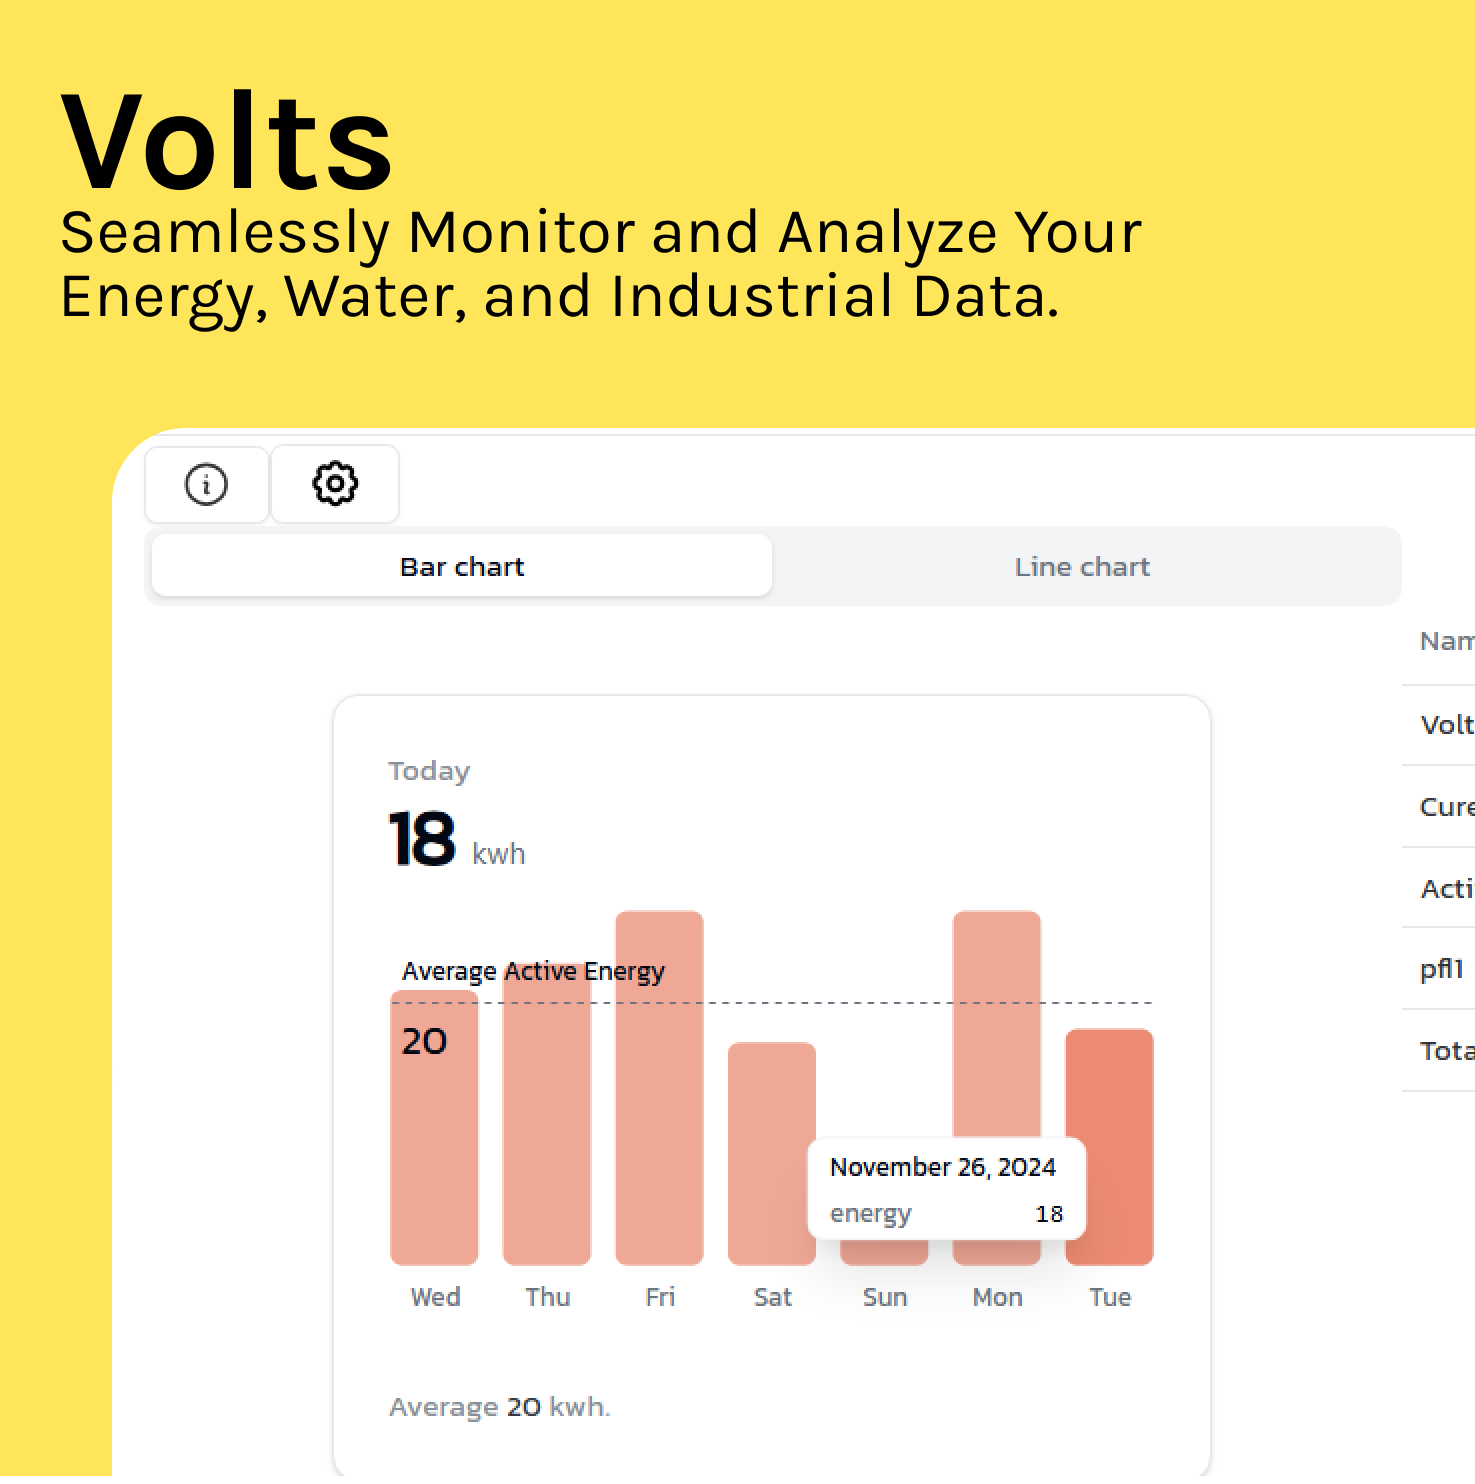 Volts
Seamlessly Monitor and Analyze Your
Energy, Water, and Industrial Data.
Bar chart
Line chart
Today
18 kwh
Average Active Energy
20
November 26, 2024
energy 18
Wed Thu Fri Sat Sun Mon Tue
Average 20 kwh.
Nam
Volt
Cure
Acti
pfl1
Tota